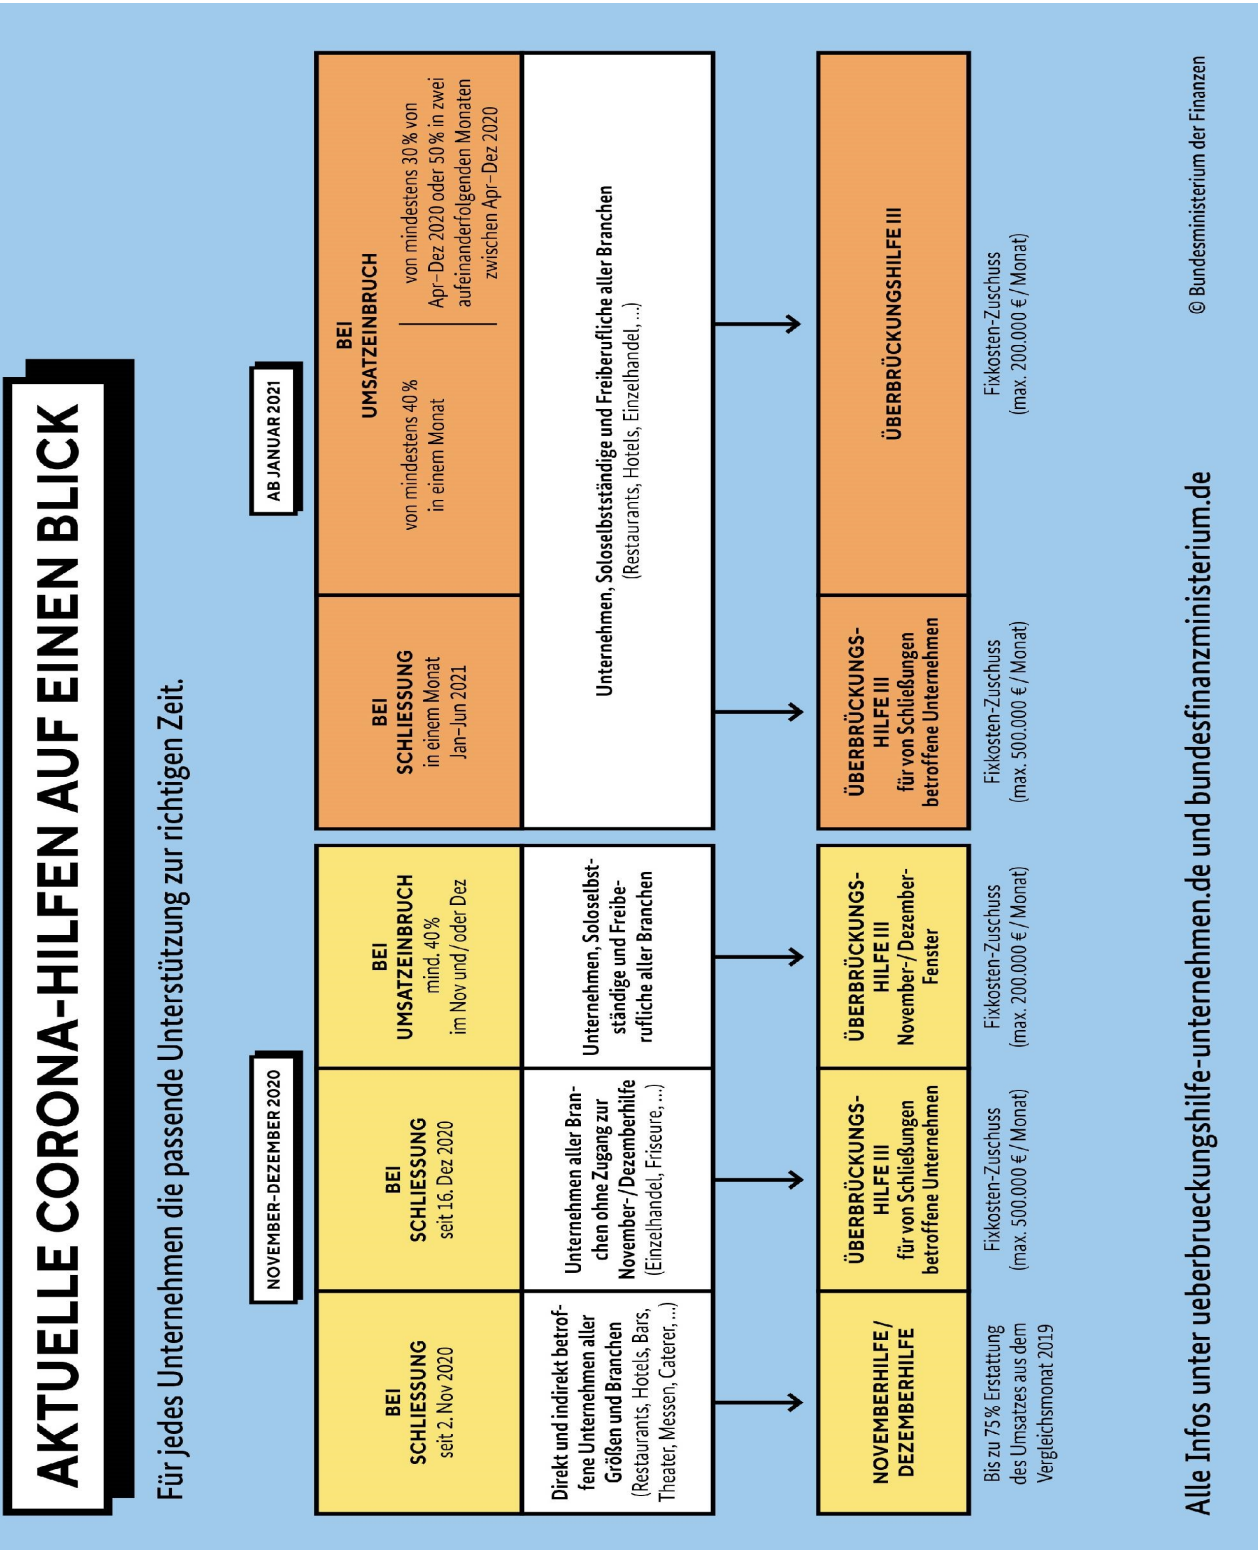 AKTUELLE CORONA-HILFEN AUF EINEN BLICK
Für jedes Unternehmen die passende Unterstützung zur richtigen Zeit.
NOVEMBER-DEZEMBER 2020
BEI
SCHLIESSUNG
seit 2. Nov 2020
Direkt und indirekt betrof-
fene Unternehmen aller
Größen und Branchen
(Restaurants, Hotels, Bars,
Theater, Messen, Caterer, ...)
NOVEMBERHILFE/
DEZEMBERHILFE
Bis zu 75 % Erstattung
des Umsatzes aus dem
Vergleichsmonat 2019
BEI
SCHLIESSUNG
seit 16. Dez 2020
Unternehmen aller Bran-
chen ohne Zugang zur
November-/Dezemberhilfe
(Einzelhandel, Friseure, ...)
ÜBERBRÜCKUNGS-
HILFE III
für von Schließungen
betroffene Unternehmen
Fixkosten-Zuschuss
(max. 500.000 € / Monat)
BEI
UMSATZEINBRUCH
mind. 40 %
im Nov und/oder Dez
Unternehmen, Soloselbst-
ständige und Freibe-
rufliche aller Branchen
ÜBERBRÜCKUNGS-
HILFE III
November-/Dezember-
Fenster
Fixkosten-Zuschuss
(max. 200.000 € / Monat)
AB JANUAR 2021
BEI
SCHLIESSUNG
in einem Monat
Jan-Jun 2021
BEI
UMSATZEINBRUCH
von mindestens 40 %
in einem Monat
von mindestens 30 % von
Apr-Dez 2020 oder 50 % in zwei
aufeinanderfolgenden Monaten
zwischen Apr-Dez 2020
Unternehmen, Soloselbstständige und Freiberufliche aller Branchen
(Restaurants, Hotels, Einzelhandel, ...)
ÜBERBRÜCKUNGS-
HILFE III
für von Schließungen
betroffene Unternehmen
Fixkosten-Zuschuss
(max. 500.000 € / Monat)
ÜBERBRÜCKUNGSHILFE III
Fixkosten-Zuschuss
(max. 200.000 € / Monat)
Alle Infos unter ueberbrueckungshilfe-unternehmen.de und bundesfinanzministerium.de
© Bundesministerium der Finanzen